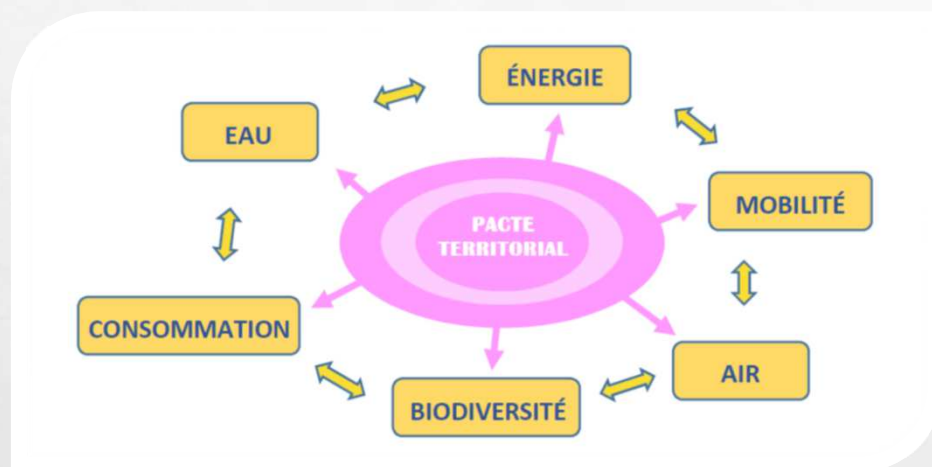 ÉNERGIE
EAU
MOBILITÉ
PACTE
TERRITORIAL
CONSOMMATION
AIR
BIODIVERSITÉ